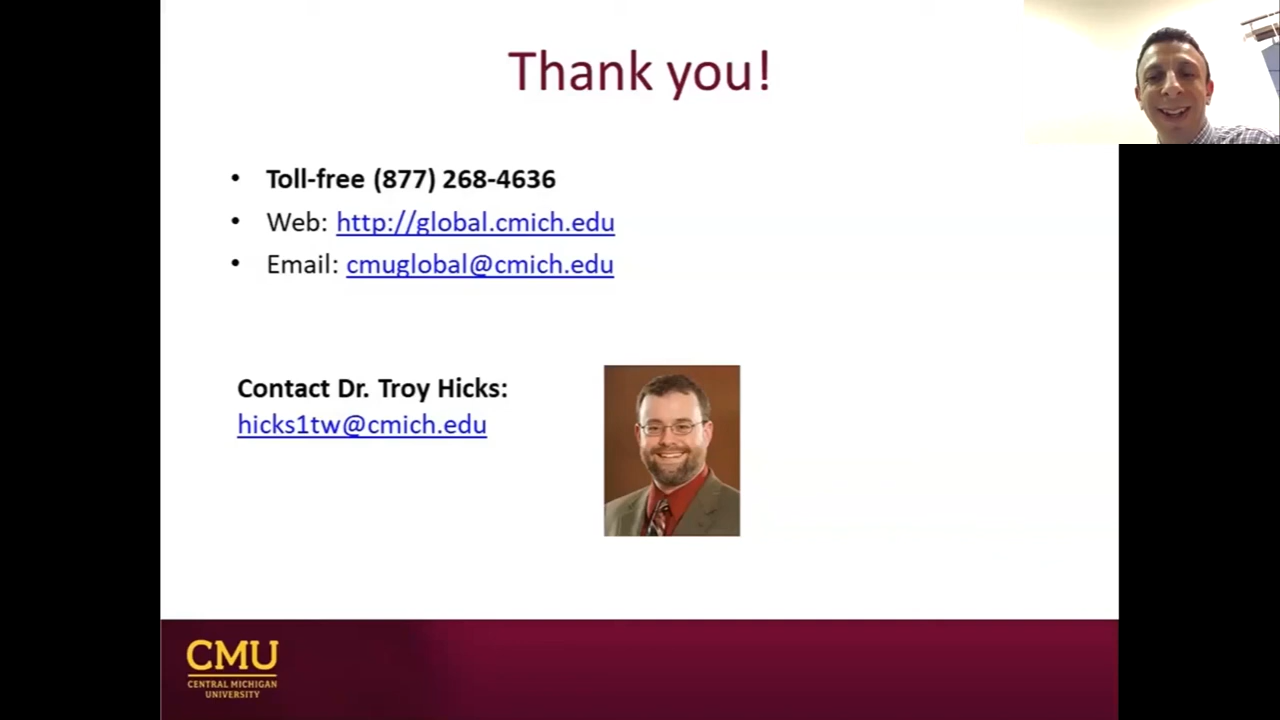 Thank you!
• Toll-free (877) 268-4636
• Web: http://global.cmich.edu
• Email: cmuglobal@cmich.edu
Contact Dr. Troy Hicks:
hicks1tw@cmich.edu
CMU
CENTRAL MICHIGAN
UNIVERSITY